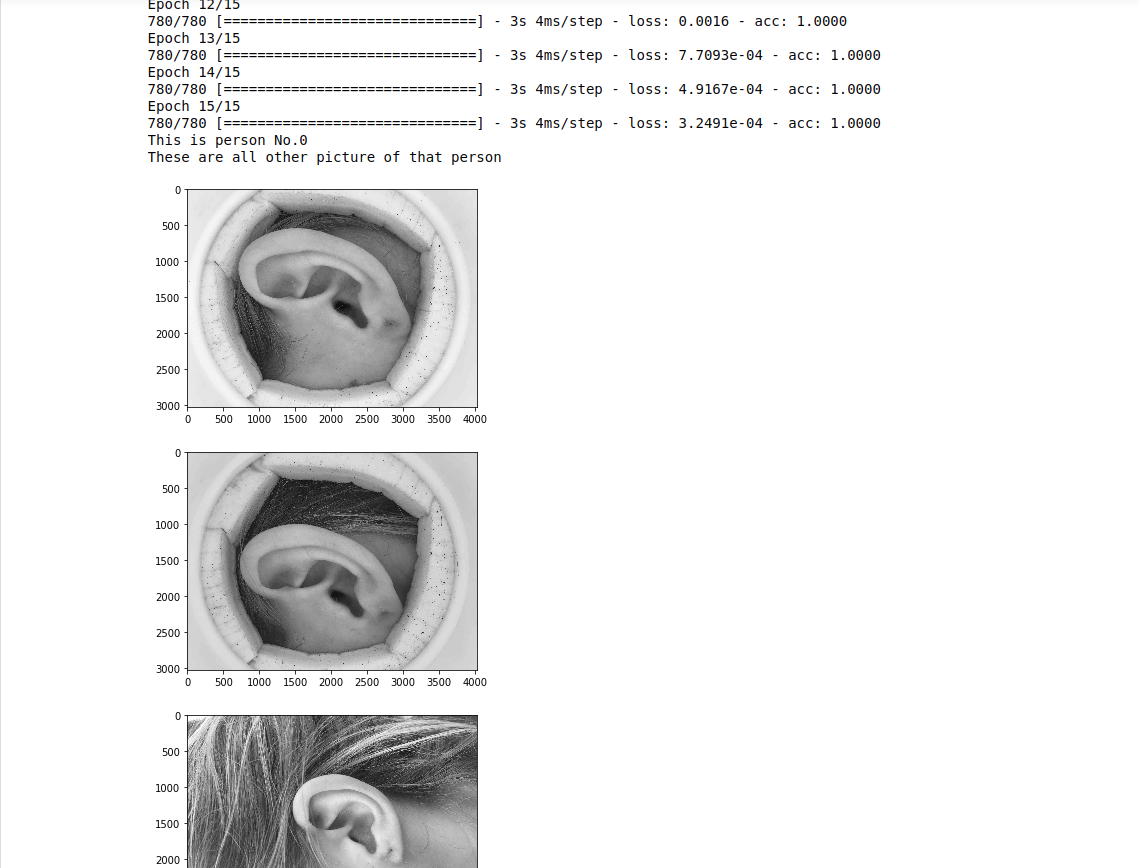 Epoch 12/15
780/780 [==============================] - 3s 4ms/step - loss: 0.0016 - acc: 1.0000
Epoch 13/15
780/780 [==============================] - 3s 4ms/step - loss: 7.7093e-04 - acc: 1.0000
Epoch 14/15
780/780 [==============================] - 3s 4ms/step - loss: 4.9167e-04 - acc: 1.0000
Epoch 15/15
780/780 [==============================] - 3s 4ms/step - loss: 3.2491e-04 - acc: 1.0000
This is person No.0
These are all other picture of that person
0
500
1000
1500
2000
2500
3000
0 500 1000 1500 2000 2500 3000 3500 4000
0
500
1000
1500
2000
2500
3000
0 500 1000 1500 2000 2500 3000 3500 4000
0
500
1000
1500
2000